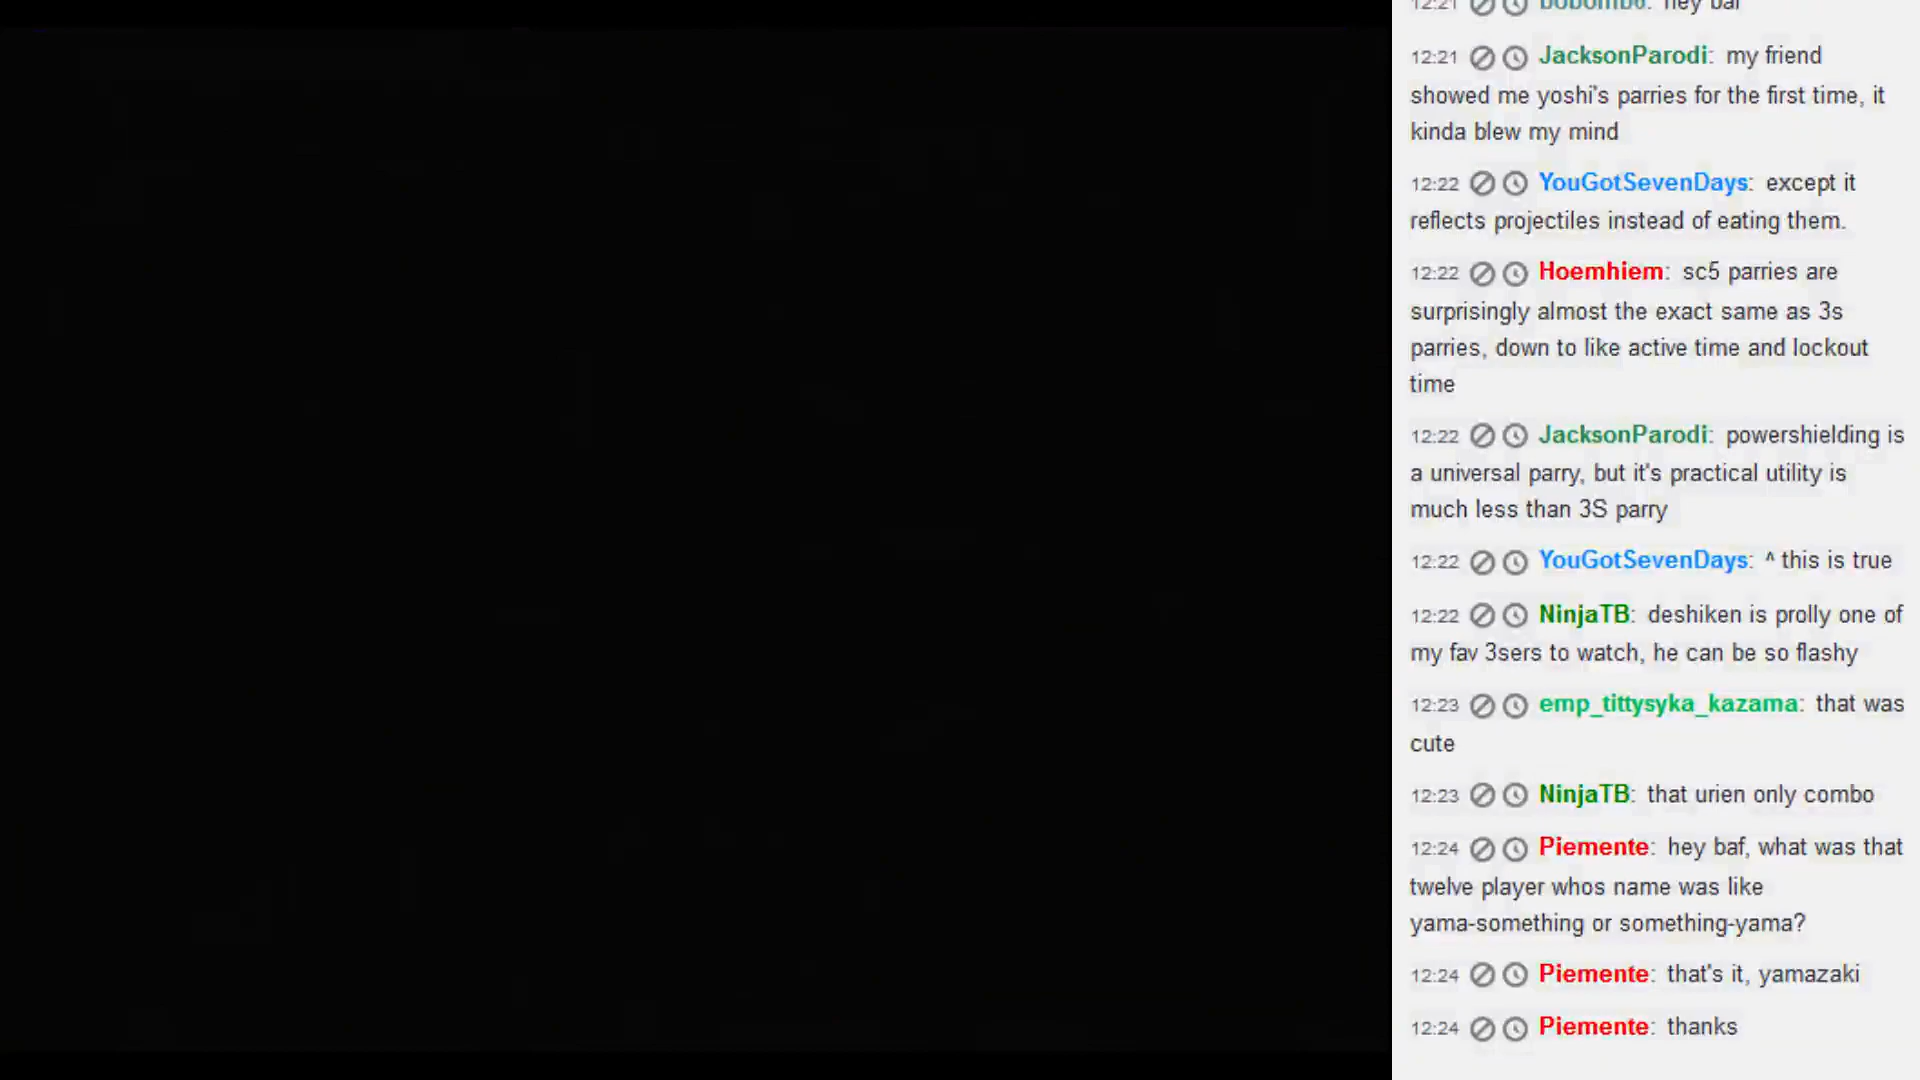 12:21 bobomb6: hey baf
12:21 JacksonParodi: my friend
showed me yoshi's parries for the first time, it
kinda blew my mind
12:22 YouGotSevenDays: except it
reflects projectiles instead of eating them.
12:22 Hoemhiem: sc5 parries are
surprisingly almost the exact same as 3s
parries, down to like active time and lockout
time
12:22 JacksonParodi: powershielding is
a universal parry, but it's practical utility is
much less than 3S parry
12:22 YouGotSevenDays: ^ this is true
12:22 NinjaTB: deshiken is prolly one of
my fav 3sers to watch, he can be so flashy
12:23 emp_tittysyka_kazama: that was
cute
12:23 NinjaTB: that urien only combo
12:24 Piemente: hey baf, what was that
twelve player whos name was like
yama-something or something-yama?
12:24 Piemente: that's it, yamazaki
12:24 Piemente: thanks